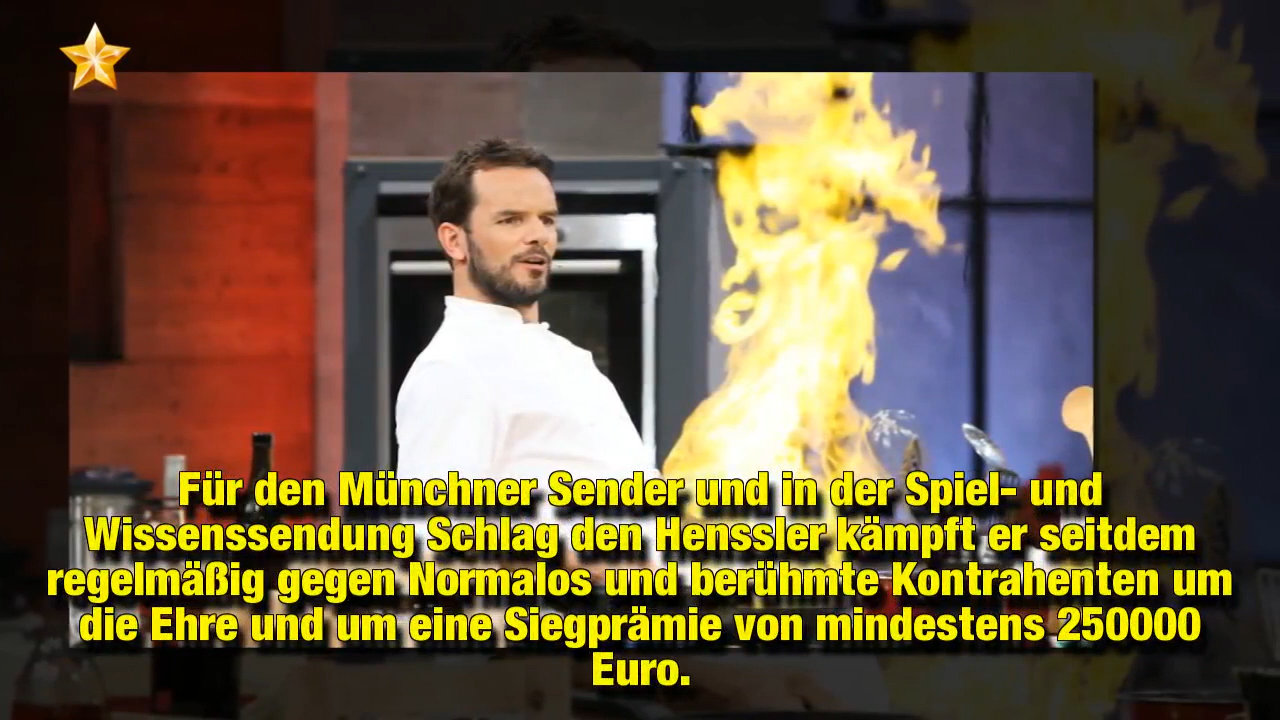 Für den Münchner Sender und in der Spiel- und
Wissenssendung Schlag den Henssler kämpft er seitdem
regelmäßig gegen Normalos und berühmte Kontrahenten um
die Ehre und um eine Siegprämie von mindestens 250000
Euro.